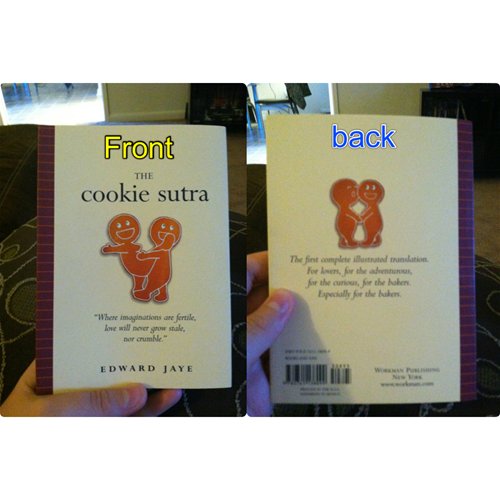 Front
THE
cookie sutra
"Where imaginations are fertile,
love will never grow stale,
nor crumble."
EDWARD JAYE
back
The first complete illustrated translation.
For lovers, for the adventurous,
for the curious, for the bakers.
Especially for the bakers.
WORKMAN PUBLISHING
NEW YORK
www.workman.com